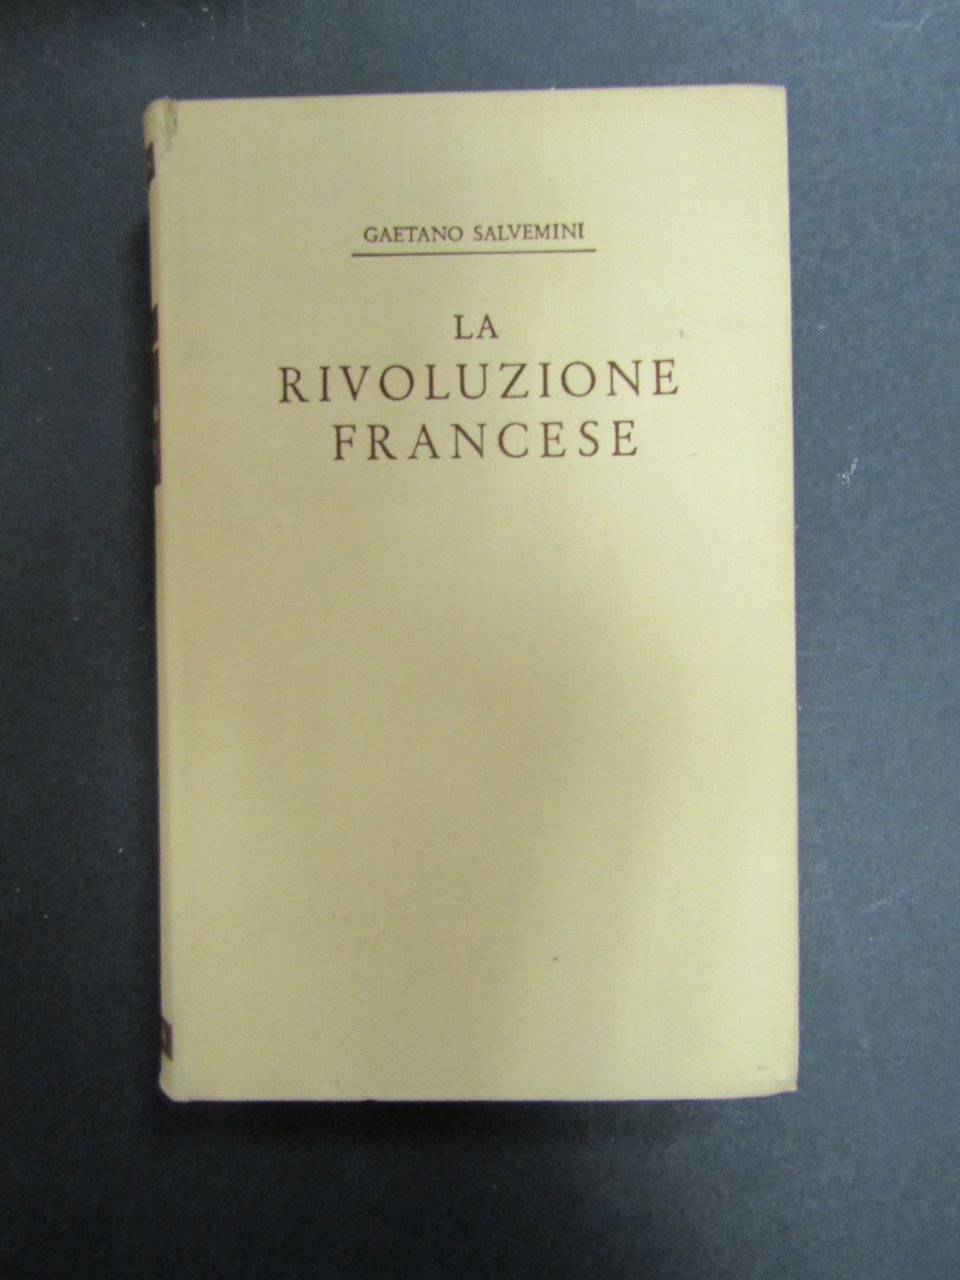 GAETANO SALVEMINI
LA
RIVOLUZIONE
FRANCESE